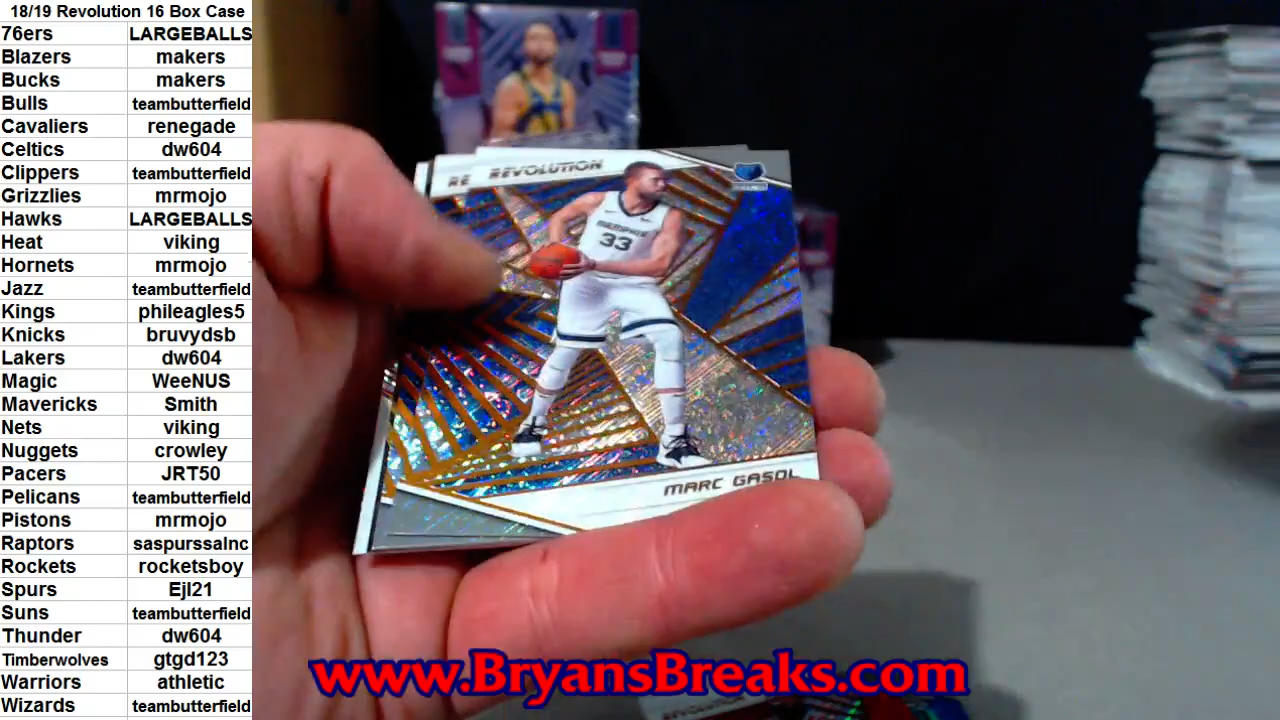 18/19 Revolution 16 Box Case
76ers LARGEBALLS
Blazers makers
Bucks makers
Bulls teambutterfield
Cavaliers renegade
Celtics dw604
Clippers teambutterfield
Grizzlies mrmojo
Hawks LARGEBALLS
Heat viking
Hornets mrmojo
Jazz teambutterfield
Kings phileagles5
Knicks bruvydsb
Lakers dw604
Magic WeeNUS
Mavericks Smith
Nets viking
Nuggets crowley
Pacers JRT50
Pelicans teambutterfield
Pistons mrmojo
Raptors saspurssalnc
Rockets rocketsboy
Spurs Ejl21
Suns teambutterfield
Thunder dw604
Timberwolves gtgd123
Warriors athletic
Wizards teambutterfield
RE REVOLUTION
MEMPHIS
33
MARC GASOL
www.BryansBreaks.com
REVOLUTION